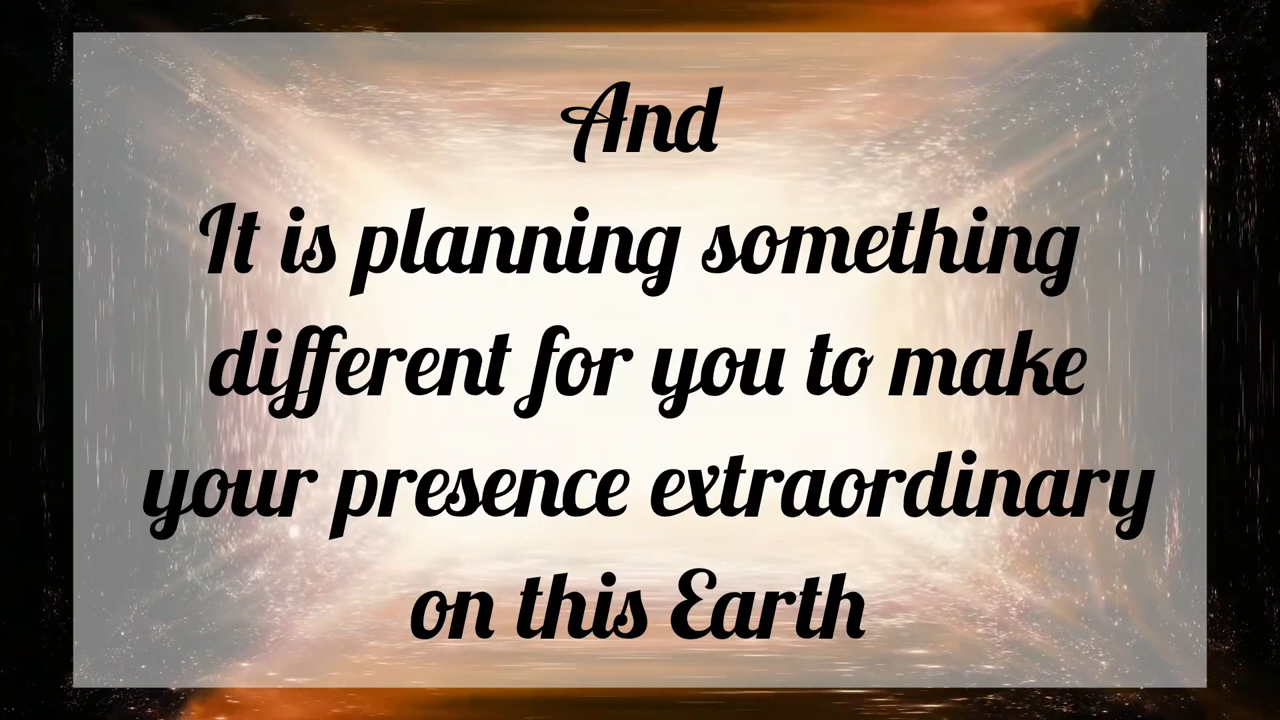 And
It is planning something
different for you to make
your presence extraordinary
on this Earth